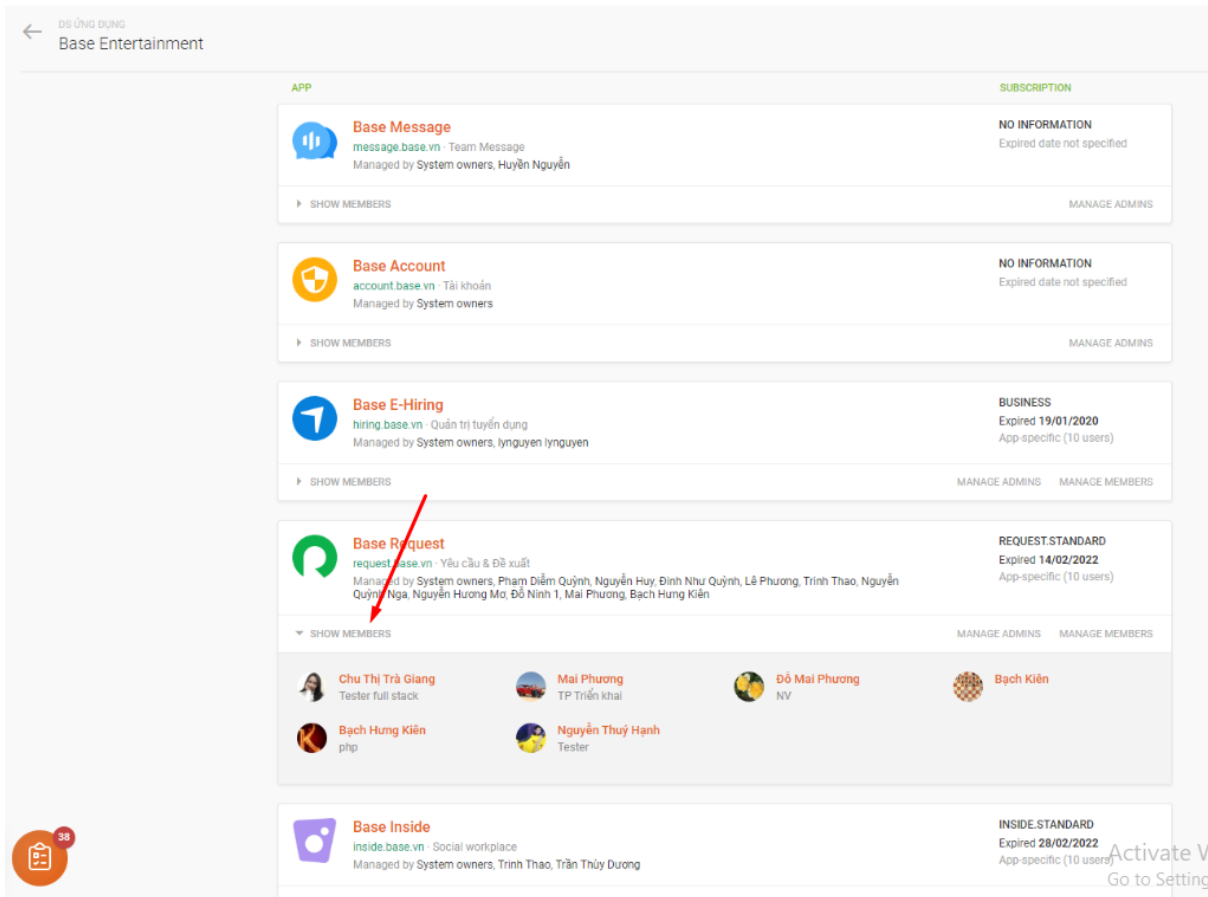 DS ỨNG DỤNG
Base Entertainment
APP
SUBSCRIPTION
Base Message
message.base.vn · Team Message
Managed by System owners, Huyền Nguyễn
NO INFORMATION
Expired date not specified
SHOW MEMBERS
MANAGE ADMINS
Base Account
account.base.vn · Tài khoản
Managed by System owners
NO INFORMATION
Expired date not specified
SHOW MEMBERS
MANAGE ADMINS
Base E-Hiring
hiring.base.vn · Quản trị tuyển dụng
Managed by System owners, lynguyen lynguyen
BUSINESS
Expired 19/01/2020
App-specific (10 users)
SHOW MEMBERS
MANAGE ADMINS MANAGE MEMBERS
Base Request
request.base.vn · Yêu cầu & Đề xuất
Managed by System owners, Phạm Diễm Quỳnh, Nguyễn Huy, Đinh Như Quỳnh, Lê Phương, Trinh Thao, Nguyễn
Quỳnh Nga, Nguyễn Hương Mơ, Đỗ Ninh 1, Mai Phương, Bạch Hưng Kiên
REQUEST.STANDARD
Expired 14/02/2022
App-specific (10 users)
SHOW MEMBERS
MANAGE ADMINS MANAGE MEMBERS
Chu Thị Trà Giang
Tester full stack
Mai Phương
TP Triển khai
Đỗ Mai Phương
NV
Bạch Kiên
Bạch Hưng Kiên
php
Nguyễn Thuý Hạnh
Tester
Base Inside
inside.base.vn · Social workplace
Managed by System owners, Trinh Thao, Trần Thùy Dương
INSIDE.STANDARD
Expired 28/02/2022
App-specific (10 users)
38
Activate W
Go to Setting